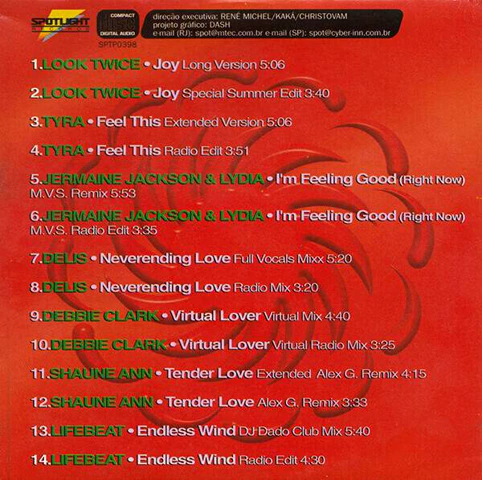 SPOTLIGHT
RECORDS
COMPACT
disc
DIGITAL AUDIO
SPTP0398
direção executiva: RENÉ MICHEL/KAKÁ/CHRISTOVAM
projeto gráfico: DASH
e-mail (RJ): spot@mtec.com.br e-mail (SP): spot@cyber-inn.com.br
1.LOOK TWICE • Joy Long Version 5:06
2.LOOK TWICE • Joy Special Summer Edit 3:40
3.TYRA • Feel This Extended Version 5:06
4.TYRA • Feel This Radio Edit 3:51
5.JERMAINE JACKSON & LYDIA • I'm Feeling Good (Right Now)
M.V.S. Remix 5:53
6.JERMAINE JACKSON & LYDIA • I'm Feeling Good (Right Now)
M.V.S. Radio Edit 3:35
7.DELIS • Neverending Love Full Vocals Mixx 5:20
8.DELIS • Neverending Love Radio Mix 3:20
9.DEBBIE CLARK • Virtual Lover Virtual Mix 4:40
10.DEBBIE CLARK • Virtual Lover Virtual Radio Mix 3:25
11.SHAUNE ANN • Tender Love Extended Alex G. Remix 4:15
12.SHAUNE ANN • Tender Love Alex G. Remix 3:33
13.LIFEBEAT • Endless Wind DJ Dado Club Mix 5:40
14.LIFEBEAT • Endless Wind Radio Edit 4:30